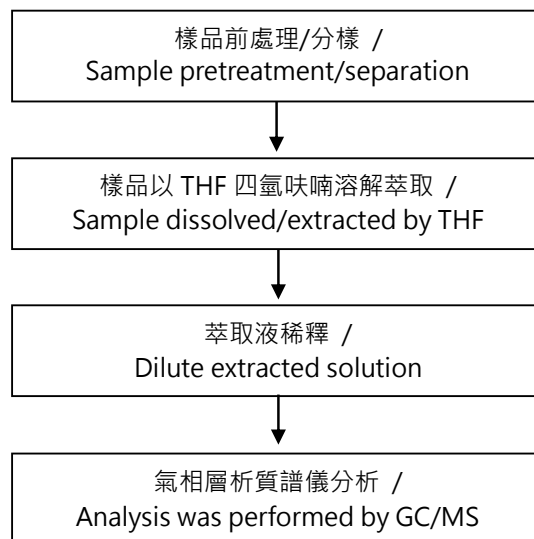 樣品前處理/分樣 /
Sample pretreatment/separation
樣品以 THF 四氫呋喃溶解萃取 /
Sample dissolved/extracted by THF
萃取液稀釋 /
Dilute extracted solution
氣相層析質譜儀分析 /
Analysis was performed by GC/MS